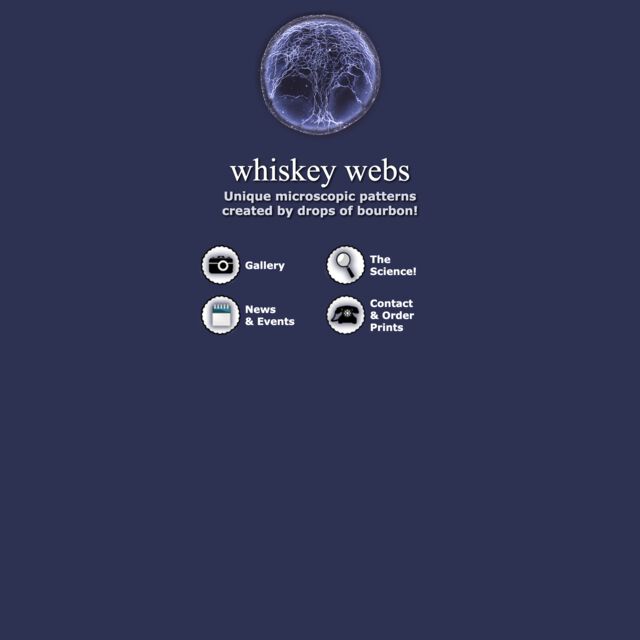 whiskey webs
Unique microscopic patterns
created by drops of bourbon!
Gallery
The
Science!
News
& Events
Contact
& Order
Prints